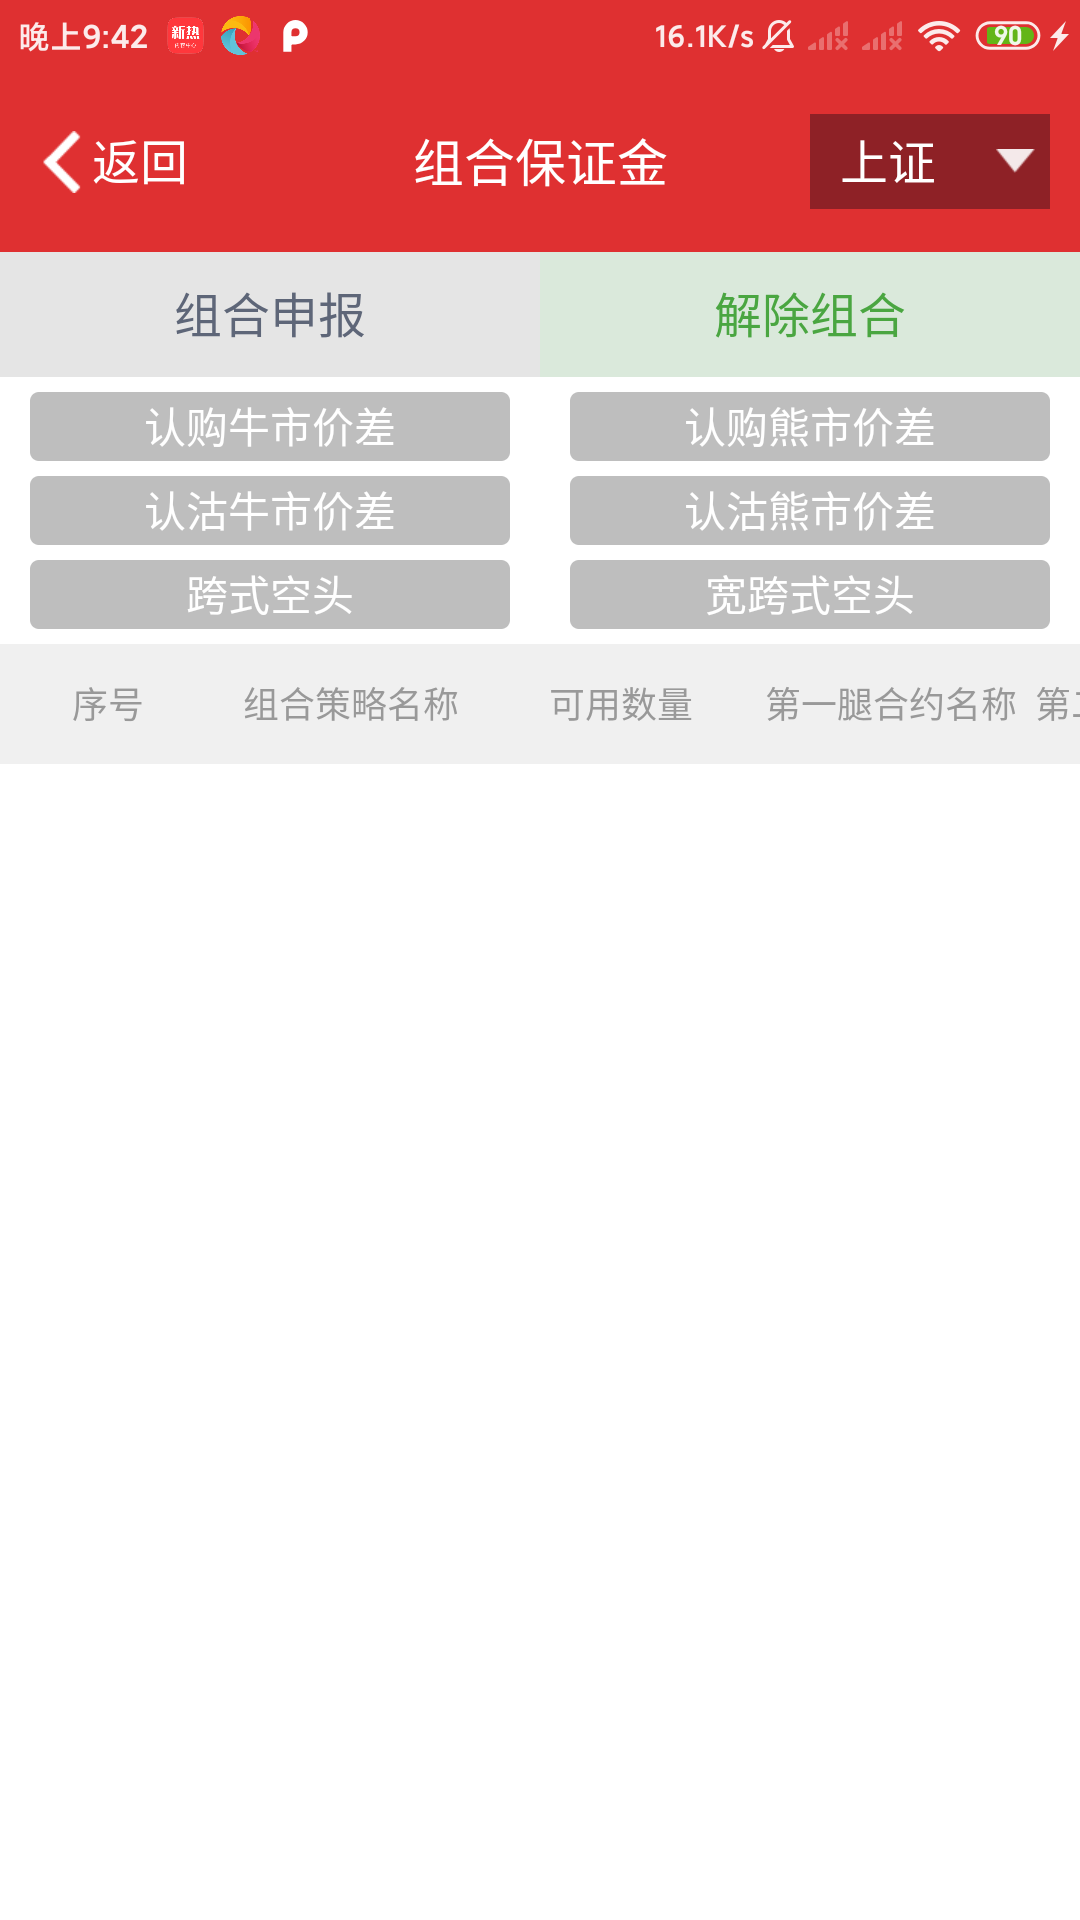 晚上9:42 新热 16.1K/s 90
返回 组合保证金 上证
组合申报 解除组合
认购牛市价差 认购熊市价差
认沽牛市价差 认沽熊市价差
跨式空头 宽跨式空头
序号 组合策略名称 可用数量 第一腿合约名称 第